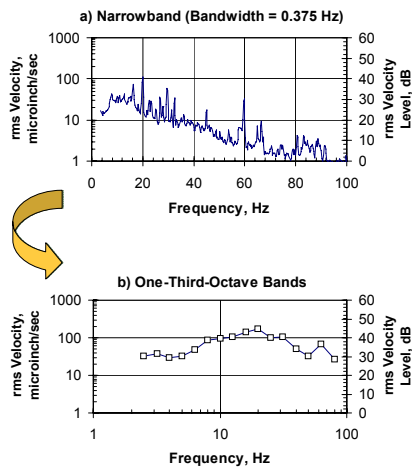 a) Narrowband (Bandwidth = 0.375 Hz)
rms Velocity,
microinch/sec
1000
100
10
1
60
50
40
30
20
10
0
rms Velocity
Level, dB
0 20 40 60 80 100
Frequency, Hz
b) One-Third-Octave Bands
rms Velocity,
microinch/sec
1000
100
10
1
60
50
40
30
20
10
0
rms Velocity
Level, dB
1 10 100
Frequency, Hz